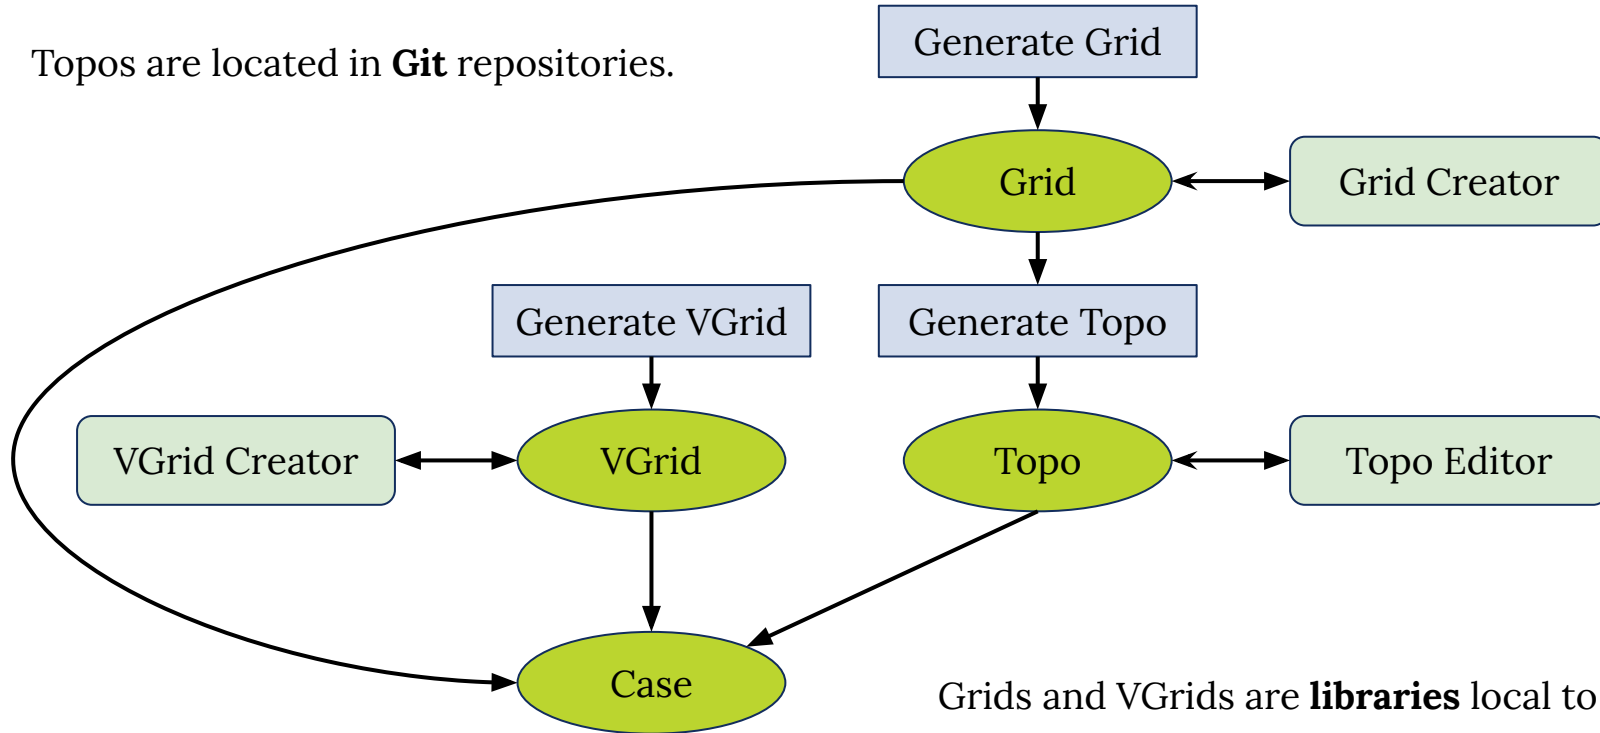 Generate Grid
Topos are located in Git repositories.
Grid
Grid Creator
Generate VGrid
Generate Topo
VGrid Creator
VGrid
Topo
Topo Editor
Case
Grids and VGrids are libraries local to